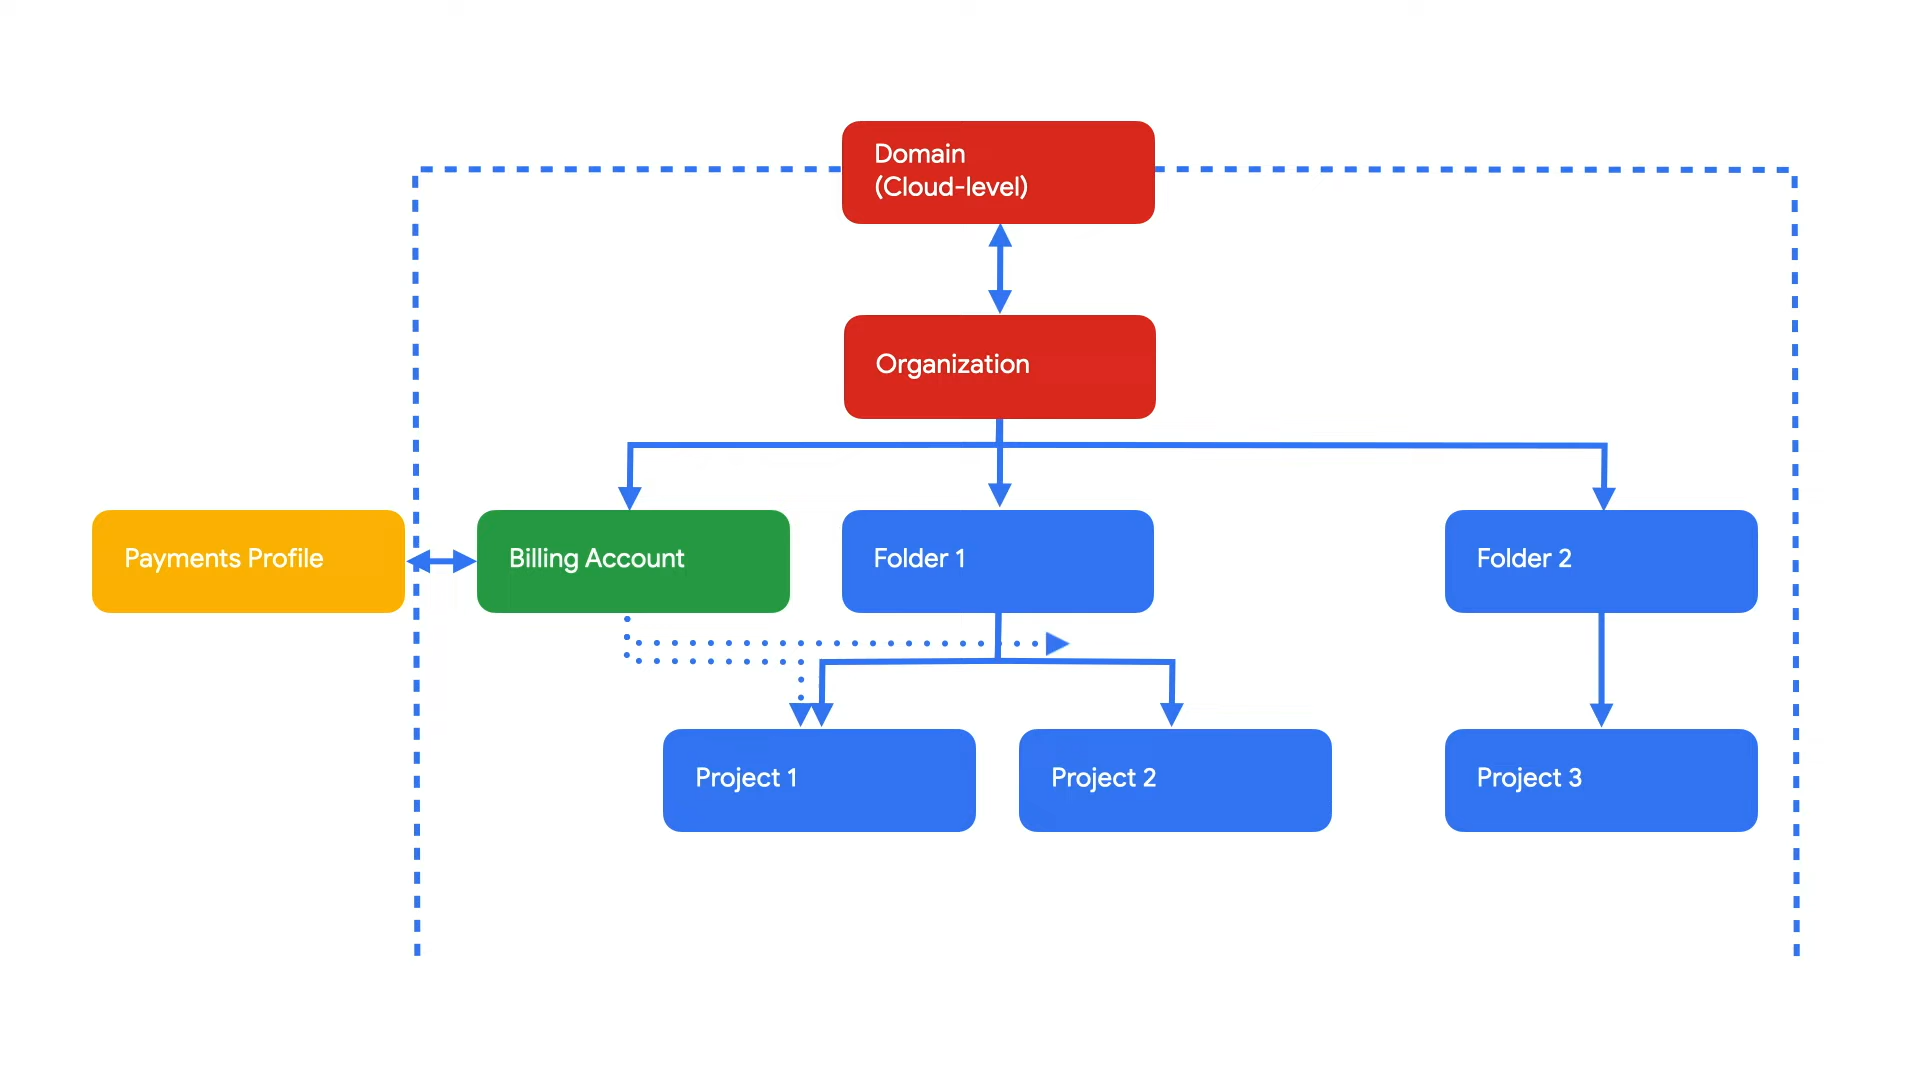 Domain
(Cloud-level)
Organization
Payments Profile
Billing Account
Folder 1
Folder 2
Project 1
Project 2
Project 3